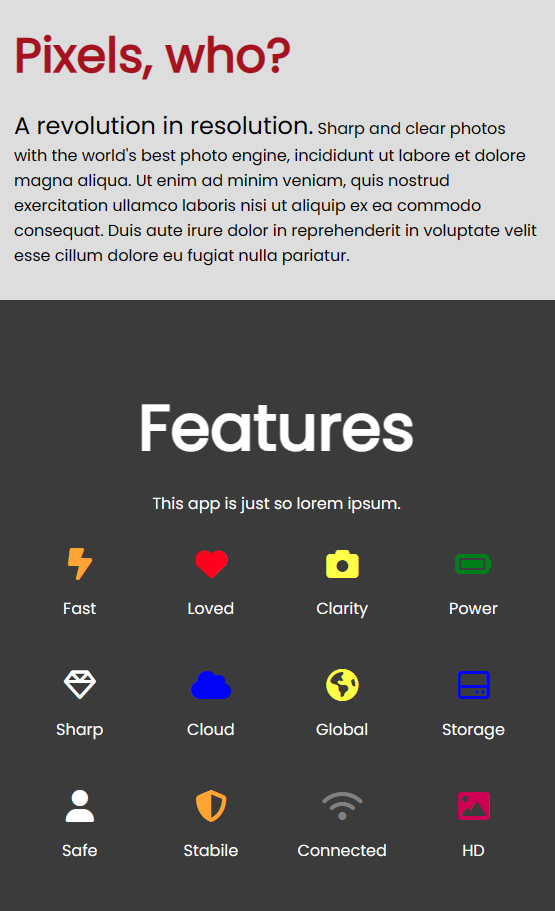 Pixels, who?
A revolution in resolution. Sharp and clear photos
with the world's best photo engine, incididunt ut labore et dolore
magna aliqua. Ut enim ad minim veniam, quis nostrud
exercitation ullamco laboris nisi ut aliquip ex ea commodo
consequat. Duis aute irure dolor in reprehenderit in voluptate velit
esse cillum dolore eu fugiat nulla pariatur.
Features
This app is just so lorem ipsum.
Fast Loved Clarity Power
Sharp Cloud Global Storage
Safe Stabile Connected HD